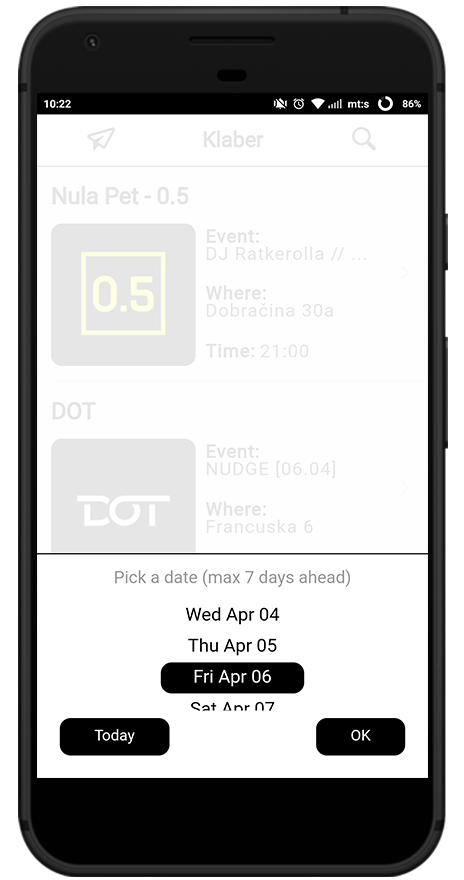 10:22
mt:s
86%
Klaber
Nula Pet - 0.5
0.5
Event:
DJ Ratkerolla // ...
Where:
Dobračina 30a
Time: 21:00
DOT
DOT
Event:
NUDGE [06.04]
Where:
Francuska 6
Pick a date (max 7 days ahead)
Wed Apr 04
Thu Apr 05
Fri Apr 06
Sat Apr 07
Today
OK